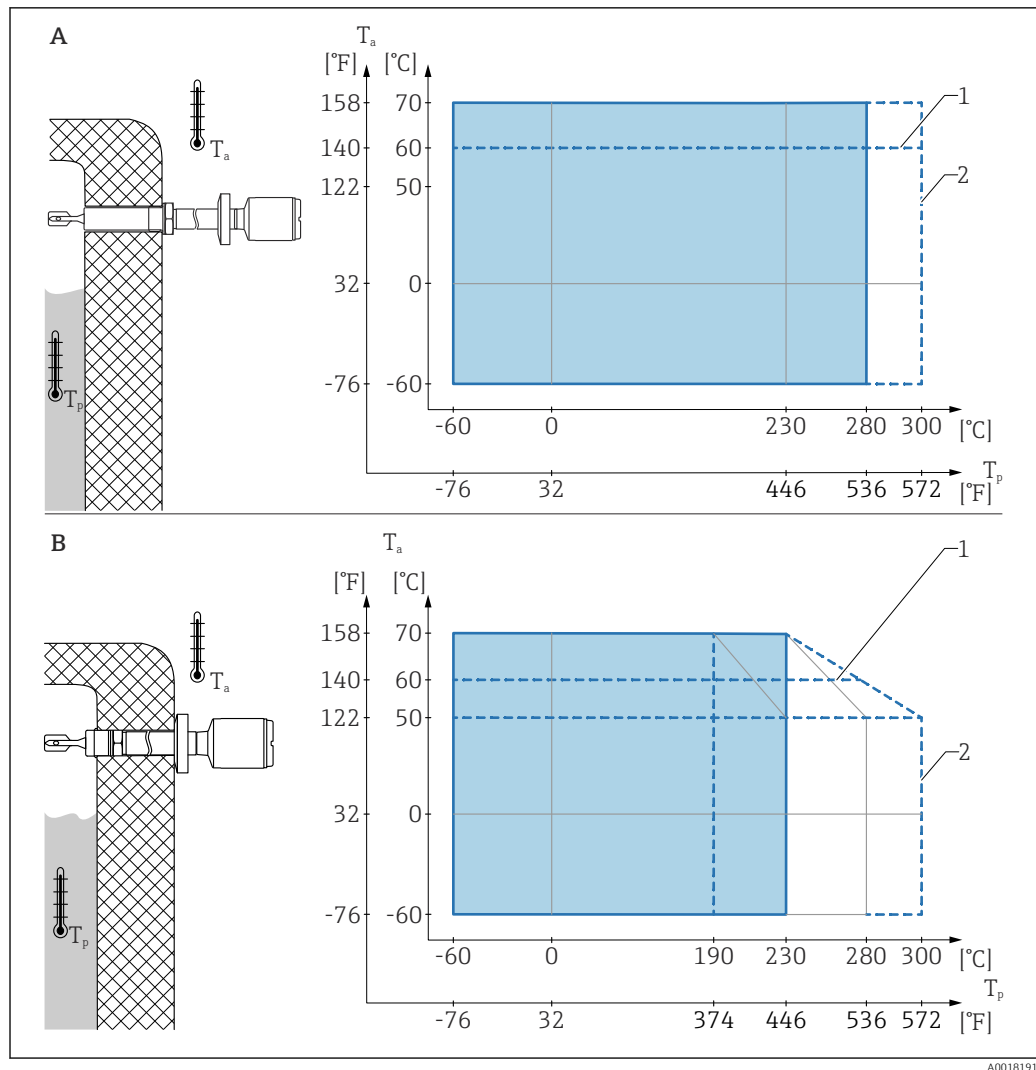 A
Tₐ
[°F] [°C]
158 70
140 60
122 50
32 0
-76 -60
1
2
Tₐ
Tₚ
-60 0 230 280 300 [°C]
Tₚ
-76 32 446 536 572 [°F]
B
Tₐ
[°F] [°C]
158 70
140 60
122 50
32 0
-76 -60
1
2
Tₐ
Tₚ
-60 0 190 230 280 300 [°C]
Tₚ
-76 32 374 446 536 572 [°F]
A0018191